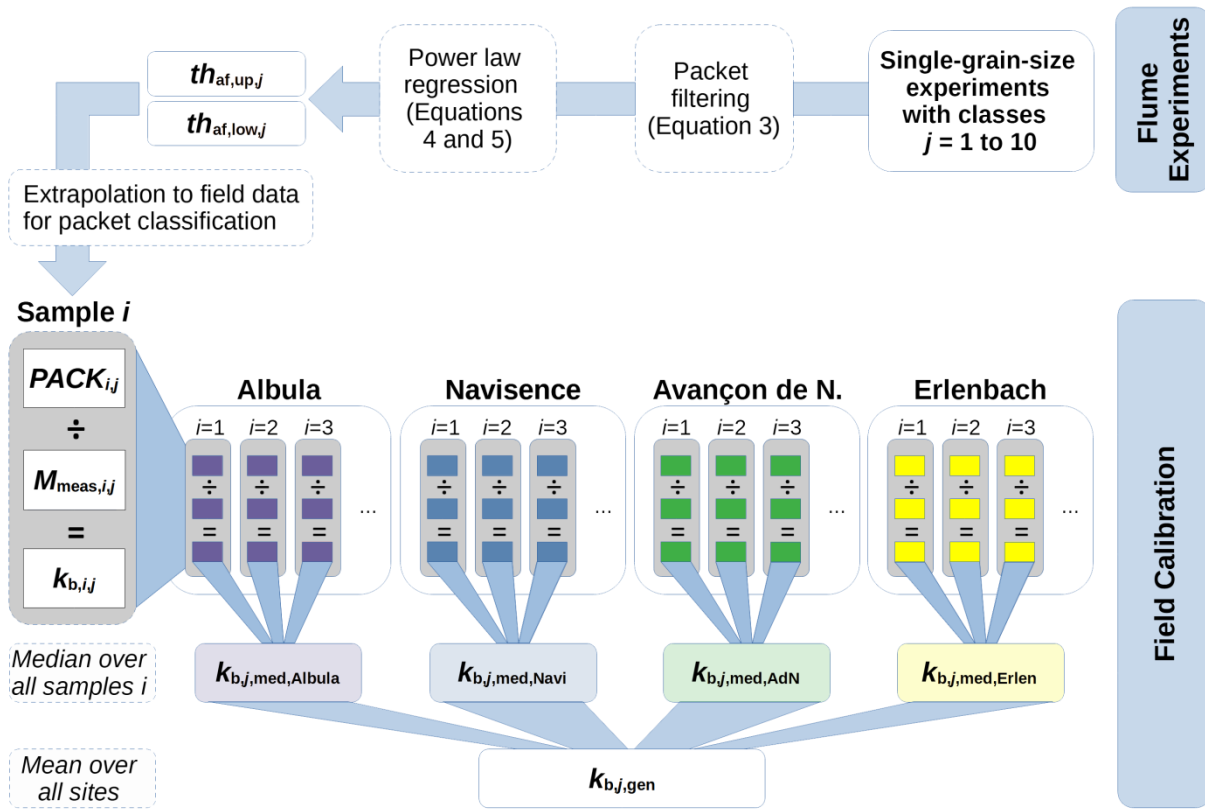 Power law
regression
(Equations
4 and 5)
Packet
filtering
(Equation 3)
Single-grain-size
experiments
with classes
j = 1 to 10
Flume
Experiments
th af,up,j
th af,low,j
Extrapolation to field data
for packet classification
Sample i
PACK i,j
÷
M meas,i,j
=
k b,i,j
Albula
i=1 i=2 i=3
÷ ÷ ÷
= = =
...
Navisence
i=1 i=2 i=3
÷ ÷ ÷
= = =
...
Avançon de N.
i=1 i=2 i=3
÷ ÷ ÷
= = =
...
Erlenbach
i=1 i=2 i=3
÷ ÷ ÷
= = =
...
Field Calibration
Median over
all samples i
k b,j,med,Albula
k b,j,med,Navi
k b,j,med,AdN
k b,j,med,Erlen
Mean over
all sites
k b,j,gen